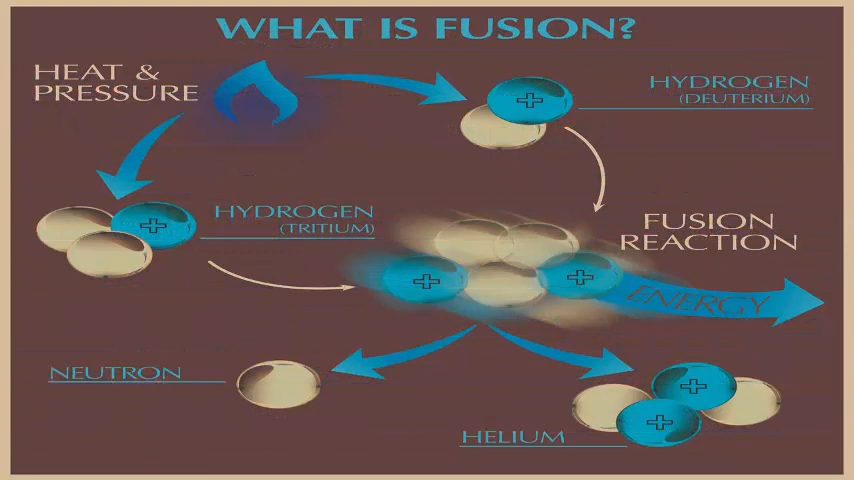 WHAT IS FUSION?
HEAT &
PRESSURE
HYDROGEN
(DEUTERIUM)
HYDROGEN
(TRITIUM)
FUSION
REACTION
ENERGY
NEUTRON
HELIUM